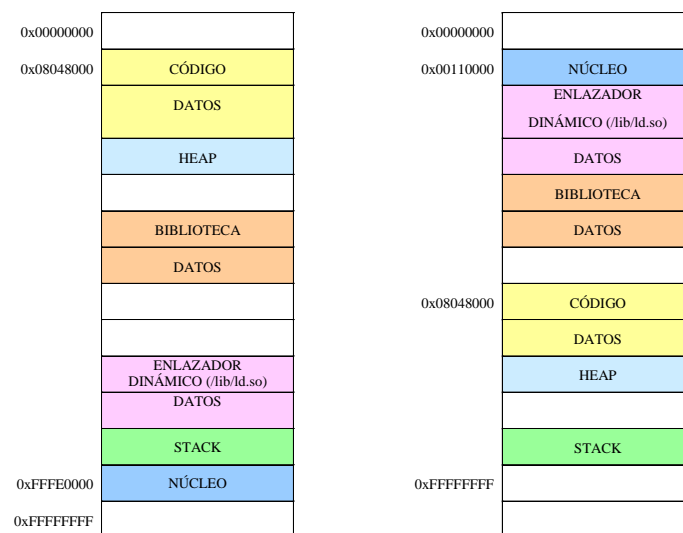 0x00000000
0x08048000
CÓDIGO
DATOS
HEAP
BIBLIOTECA
DATOS
ENLAZADOR
DINÁMICO (/lib/ld.so)
DATOS
STACK
0xFFFE0000
NÚCLEO
0xFFFFFFFF
0x00000000
0x00110000
NÚCLEO
ENLAZADOR
DINÁMICO (/lib/ld.so)
DATOS
BIBLIOTECA
DATOS
0x08048000
CÓDIGO
DATOS
HEAP
STACK
0xFFFFFFFF